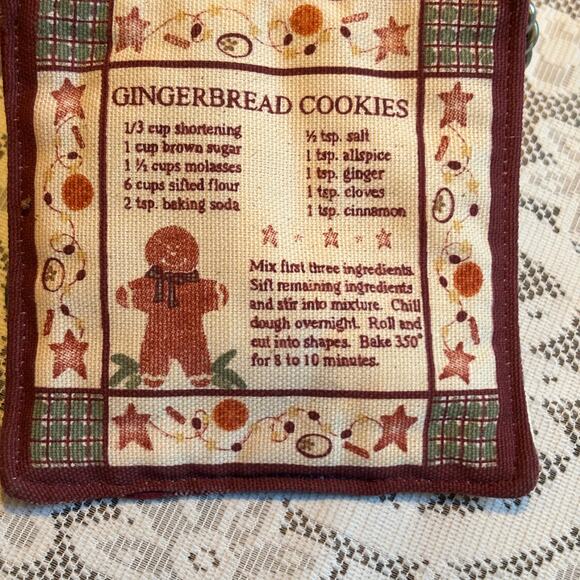 GINGERBREAD COOKIES
1/3 cup shortening
1 cup brown sugar
1 ½ cups molasses
6 cups sifted flour
2 tsp. baking soda
½ tsp. salt
1 tsp. allspice
1 tsp. ginger
1 tsp. cloves
1 tsp. cinnamon
Mix first three ingredients.
Sift remaining ingredients
and stir into mixture. Chill
dough overnight. Roll and
cut into shapes. Bake 350°
for 8 to 10 minutes.